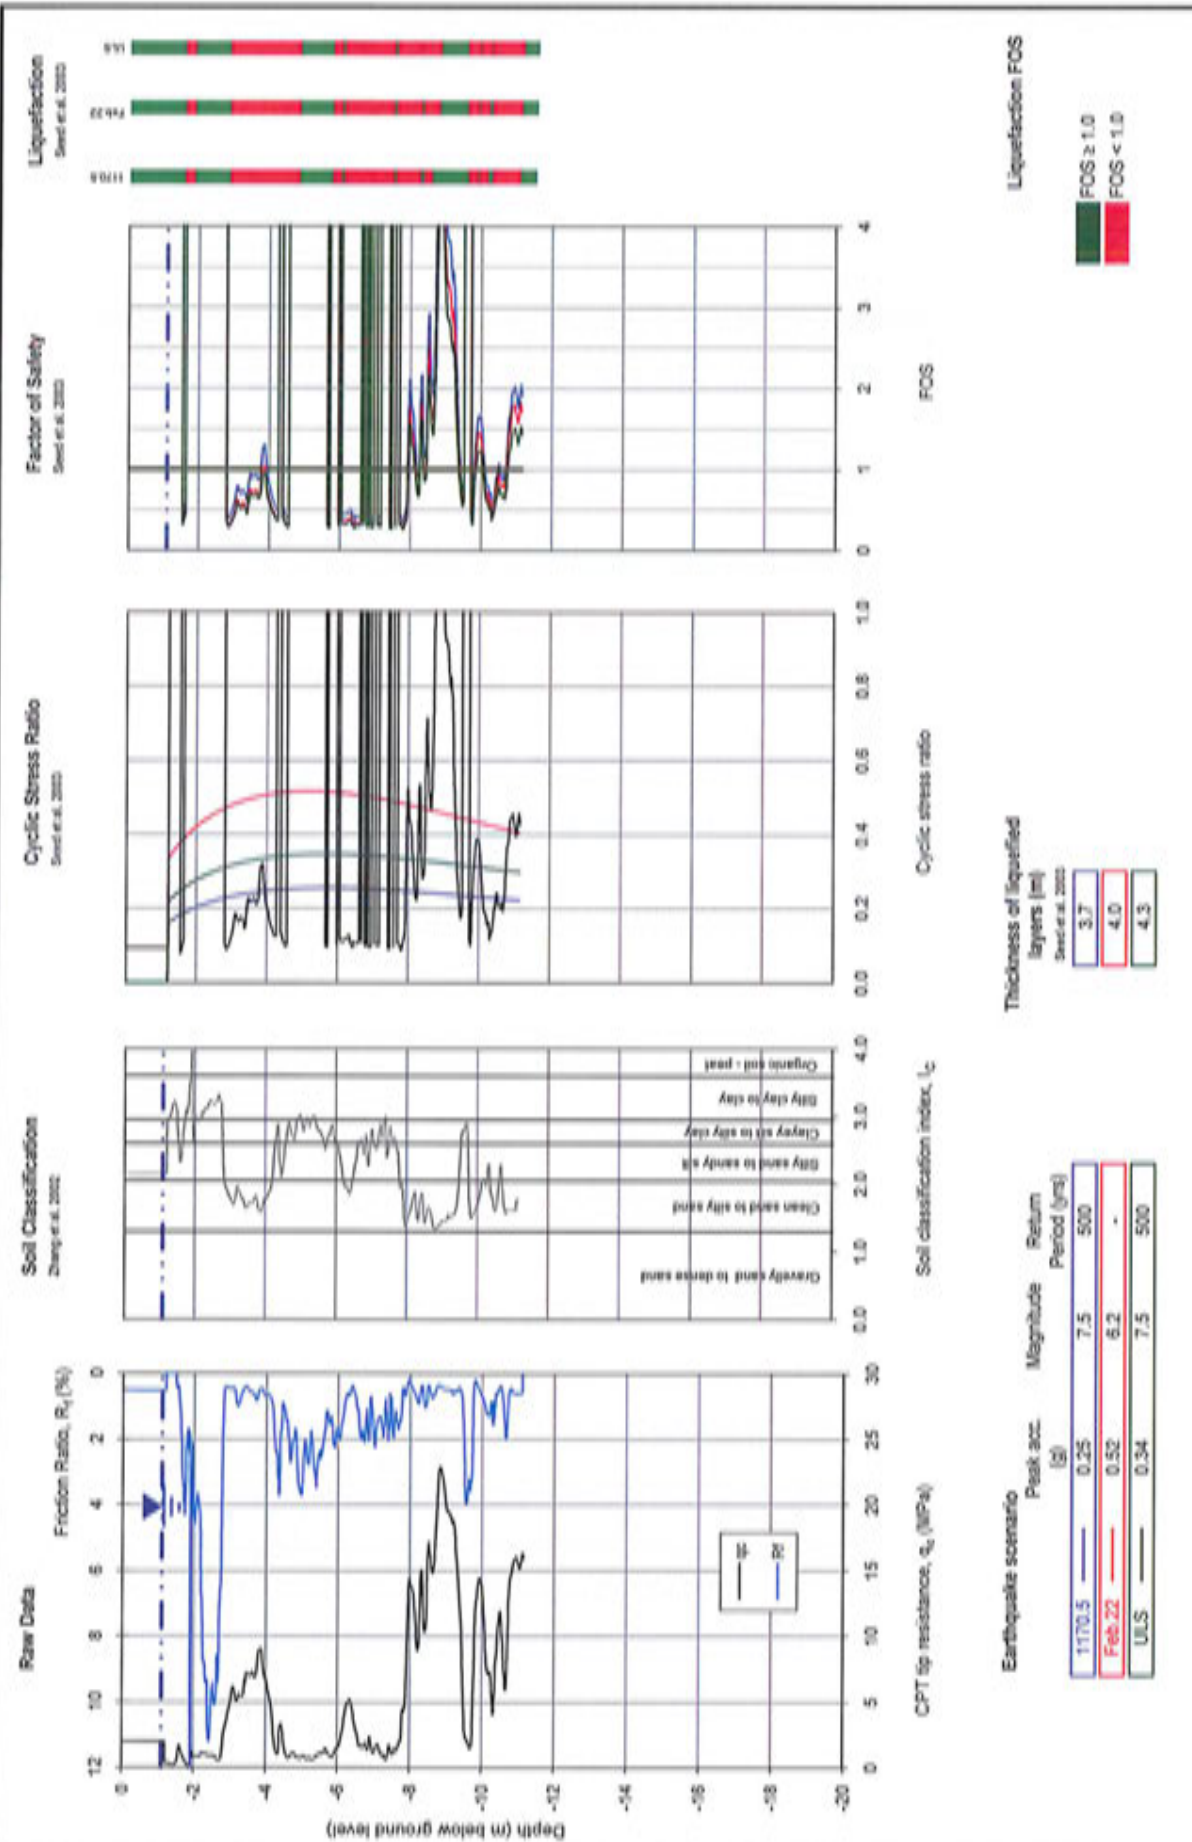 Raw Data
Friction Ratio, Rf (%)
12 10 8 6 4 2 0
0
-2
-4
-6
-8
-10
-12
-14
-16
-18
-20
Depth (m below ground level)
qc
Rf
0 5 10 15 20 25 30
CPT tip resistance, qc (MPa)
Soil Classification
Zhang et al. 2002
Gravelly sand to dense sand
Clean sand to silty sand
Silty sand to sandy silt
Clayey silt to silty clay
Silty clay to clay
Organic soil - peat
0.0 1.0 2.0 3.0 4.0
Soil classification index, IC
Cyclic Stress Ratio
Seed et al. 2003
0.0 0.2 0.4 0.6 0.8 1.0
Cyclic stress ratio
Factor of Safety
Seed et al. 2003
0 1 2 3 4
FOS
Liquefaction
Seed et al. 2003
1170.5
Feb 22
ULS
Earthquake scenario
Peak acc. (g)
Magnitude
Return Period (yrs)
1170.5 0.25 7.5 500
Feb 22 0.52 6.2 -
ULS 0.34 7.5 500
Thickness of liquefied
layers (m)
Seed et al. 2003
3.7
4.0
4.3
Liquefaction FOS
FOS ≥ 1.0
FOS < 1.0